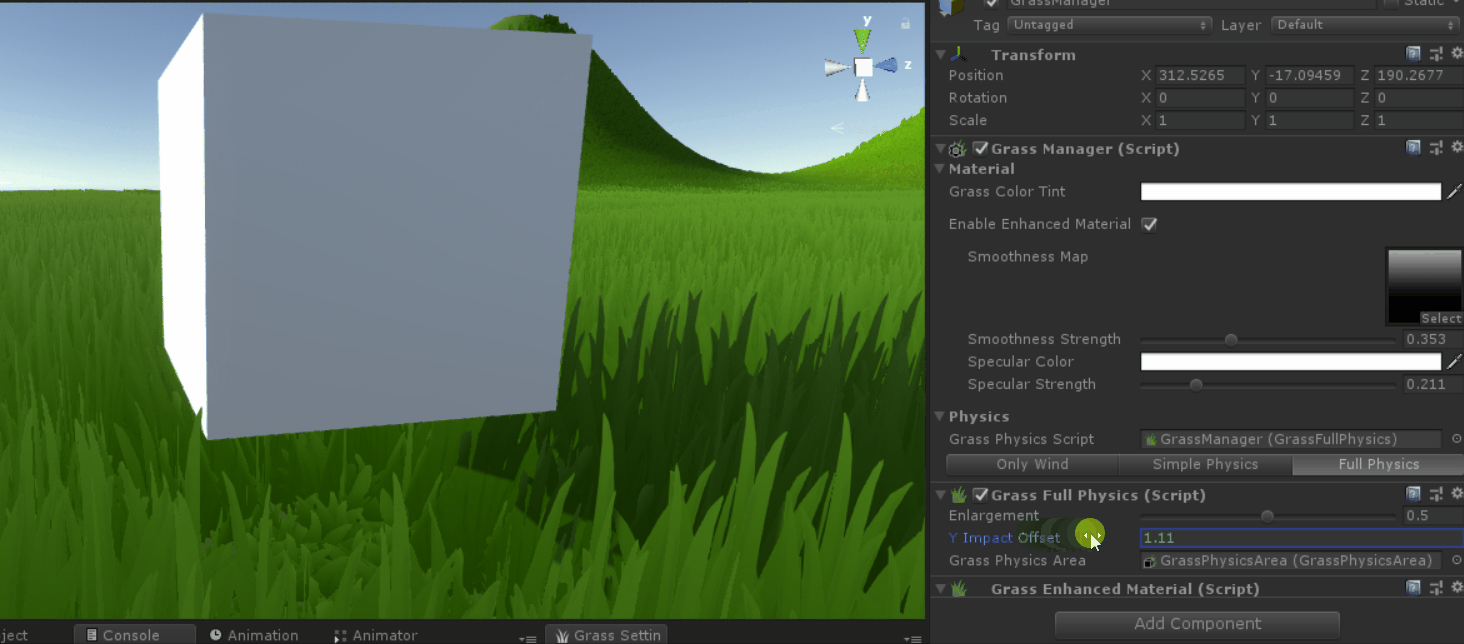 GrassManager
Static
Tag Untagged Layer Default
y
z
Transform
Position X 312.5265 Y -17.09459 Z 190.2677
Rotation X 0 Y 0 Z 0
Scale X 1 Y 1 Z 1
Grass Manager (Script)
Material
Grass Color Tint
Enable Enhanced Material
Smoothness Map
Select
Smoothness Strength 0.353
Specular Color
Specular Strength 0.211
Physics
Grass Physics Script GrassManager (GrassFullPhysics)
Only Wind Simple Physics Full Physics
Grass Full Physics (Script)
Enlargement 0.5
Y Impact Offset 1.11
Grass Physics Area GrassPhysicsArea (GrassPhysicsArea)
Grass Enhanced Material (Script)
Add Component
ject Console Animation Animator Grass Settin